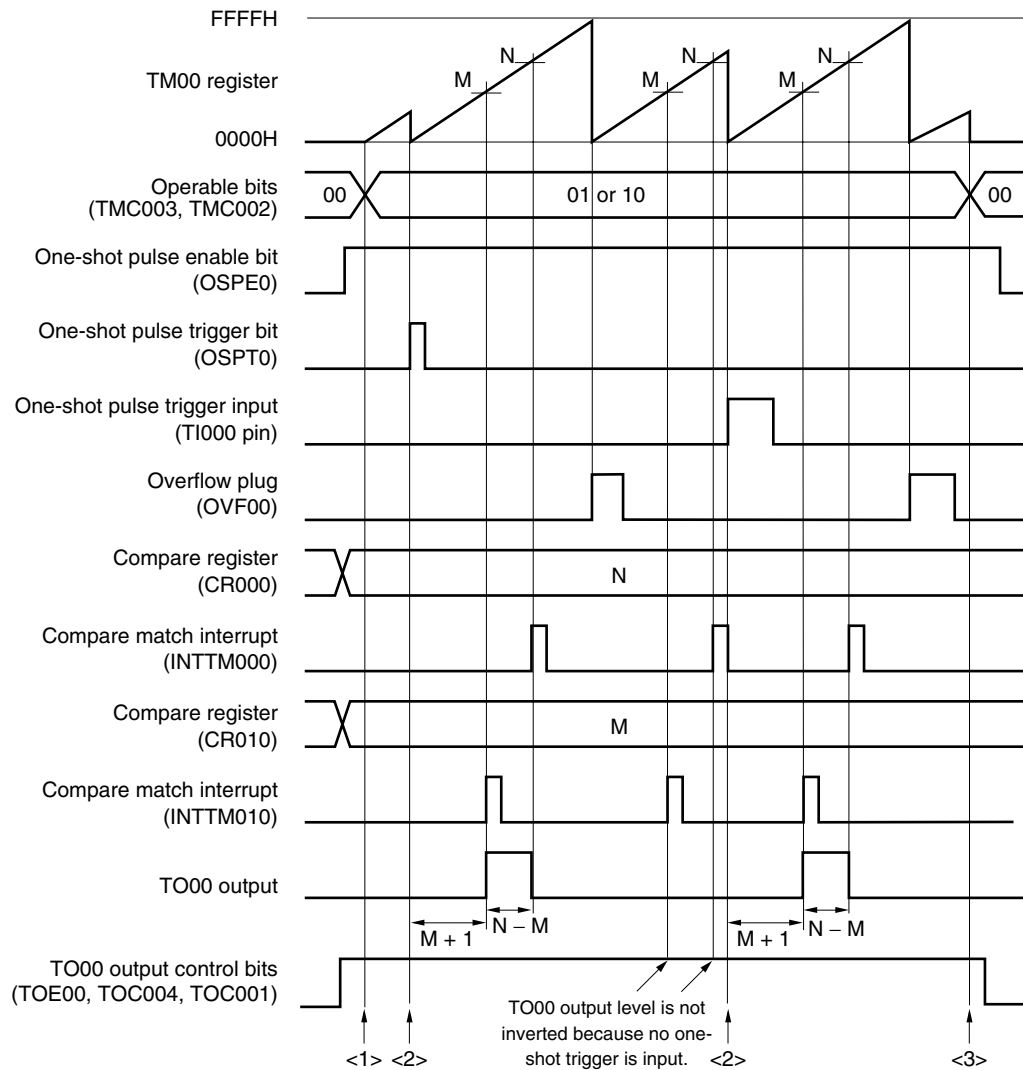 FFFFH
TM00 register
N
M
N
M
N
M
0000H
Operable bits
(TMC003, TMC002)
00
01 or 10
00
One-shot pulse enable bit
(OSPE0)
One-shot pulse trigger bit
(OSPT0)
One-shot pulse trigger input
(TI000 pin)
Overflow plug
(OVF00)
Compare register
(CR000)
N
Compare match interrupt
(INTTM000)
Compare register
(CR010)
M
Compare match interrupt
(INTTM010)
TO00 output
M + 1
N − M
M + 1
N − M
TO00 output control bits
(TOE00, TOC004, TOC001)
TO00 output level is not
inverted because no one-
shot trigger is input.
<1>
<2>
<2>
<3>